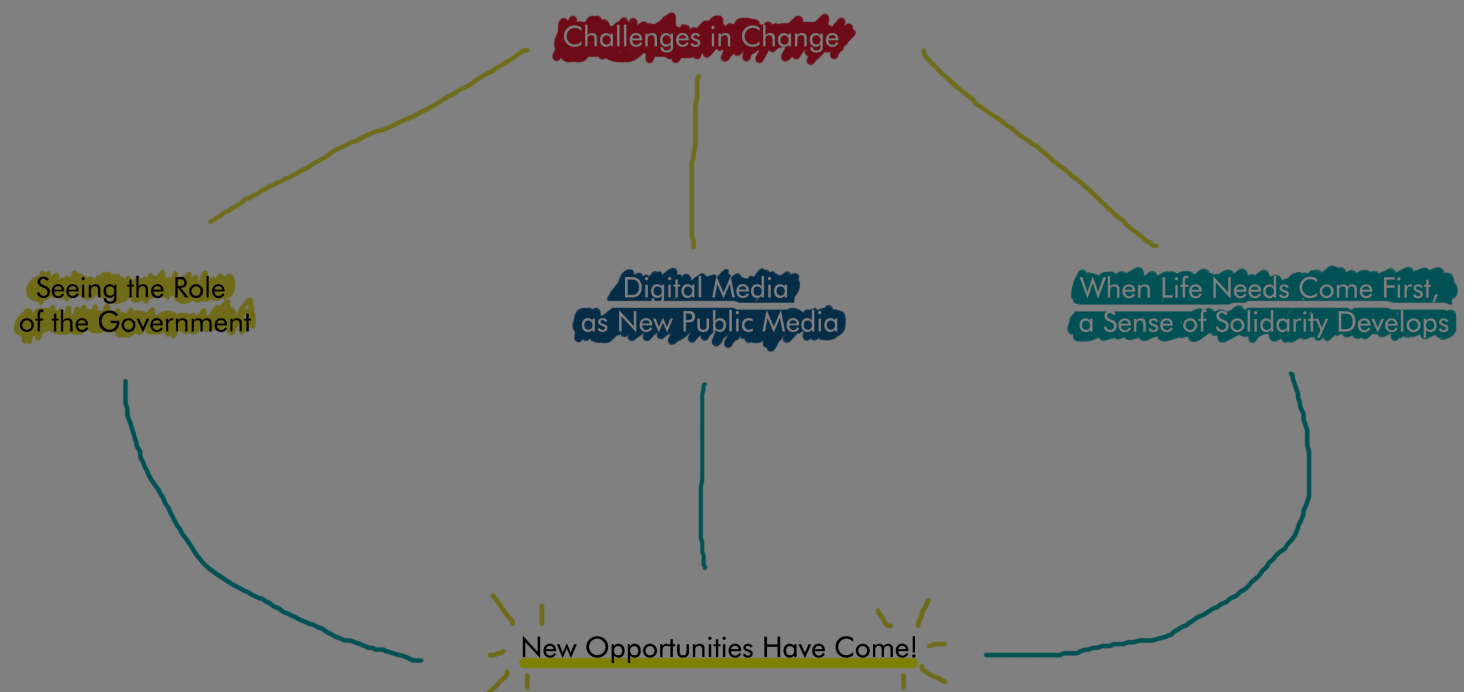 Challenges in Change
Seeing the Role
of the Government
Digital Media
as New Public Media
When Life Needs Come First,
a Sense of Solidarity Develops
New Opportunities Have Come!